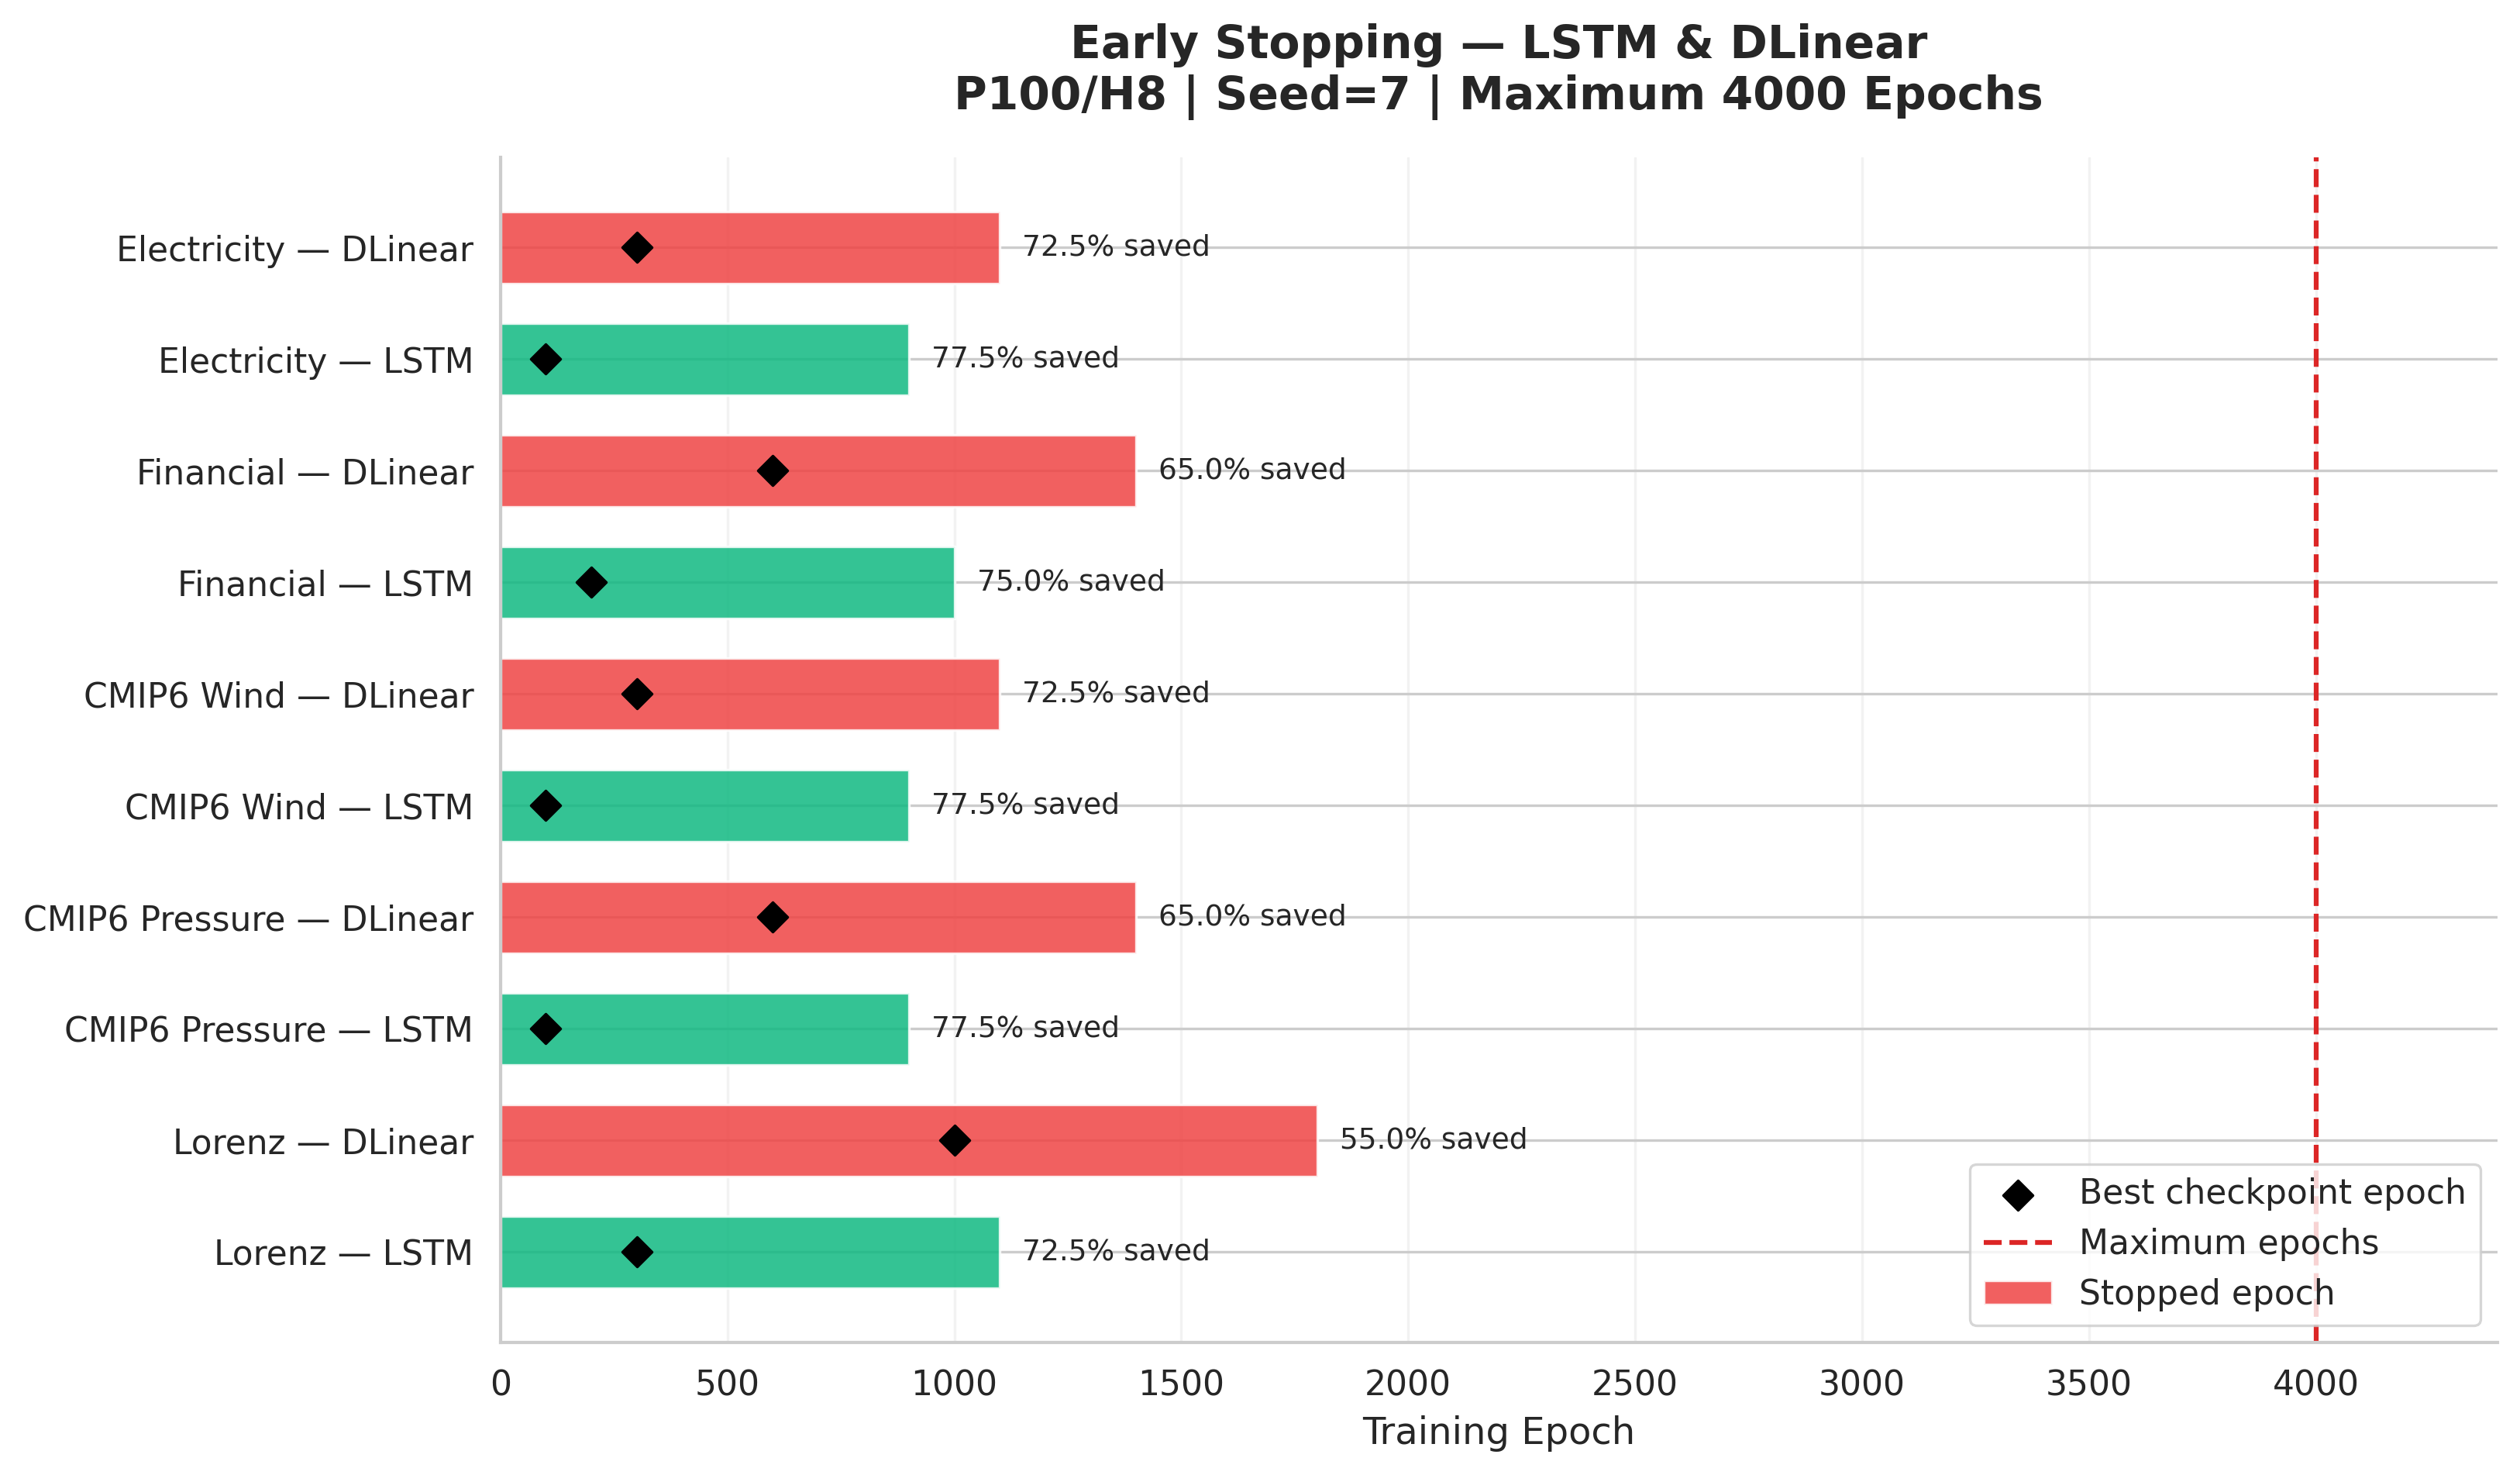 Early Stopping — LSTM & DLinear
P100/H8 | Seed=7 | Maximum 4000 Epochs
Electricity — DLinear
72.5% saved
Electricity — LSTM
77.5% saved
Financial — DLinear
65.0% saved
Financial — LSTM
75.0% saved
CMIP6 Wind — DLinear
72.5% saved
CMIP6 Wind — LSTM
77.5% saved
CMIP6 Pressure — DLinear
65.0% saved
CMIP6 Pressure — LSTM
77.5% saved
Lorenz — DLinear
55.0% saved
Lorenz — LSTM
72.5% saved
Best checkpoint epoch
Maximum epochs
Stopped epoch
0 500 1000 1500 2000 2500 3000 3500 4000
Training Epoch